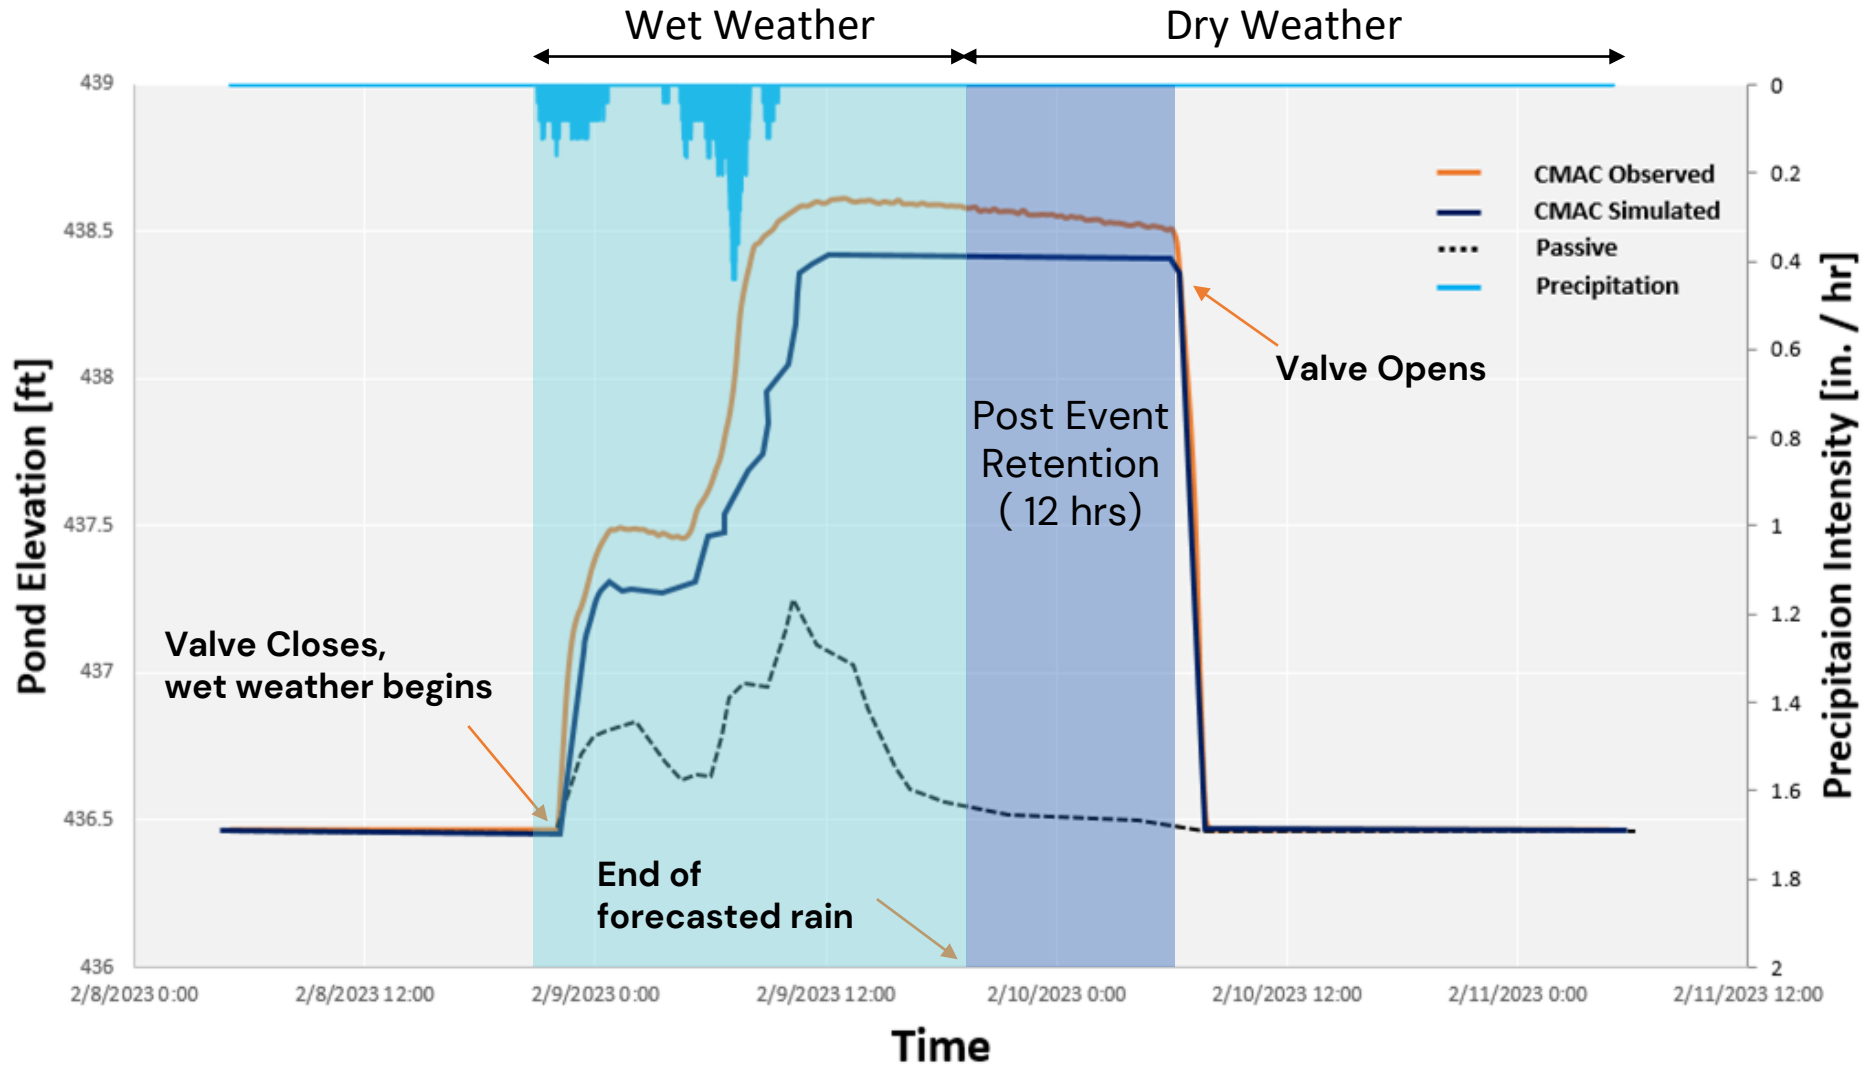 Wet Weather
Dry Weather
439
438.5
438
437.5
437
436.5
436
0
0.2
0.4
0.6
0.8
1
1.2
1.4
1.6
1.8
2
CMAC Observed
CMAC Simulated
Passive
Precipitation
Valve Opens
Post Event
Retention
( 12 hrs)
Valve Closes,
wet weather begins
End of
forecasted rain
Pond Elevation [ft]
Precipitaion Intensity [in. / hr]
2/8/2023 0:00
2/8/2023 12:00
2/9/2023 0:00
2/9/2023 12:00
2/10/2023 0:00
2/10/2023 12:00
2/11/2023 0:00
2/11/2023 12:00
Time